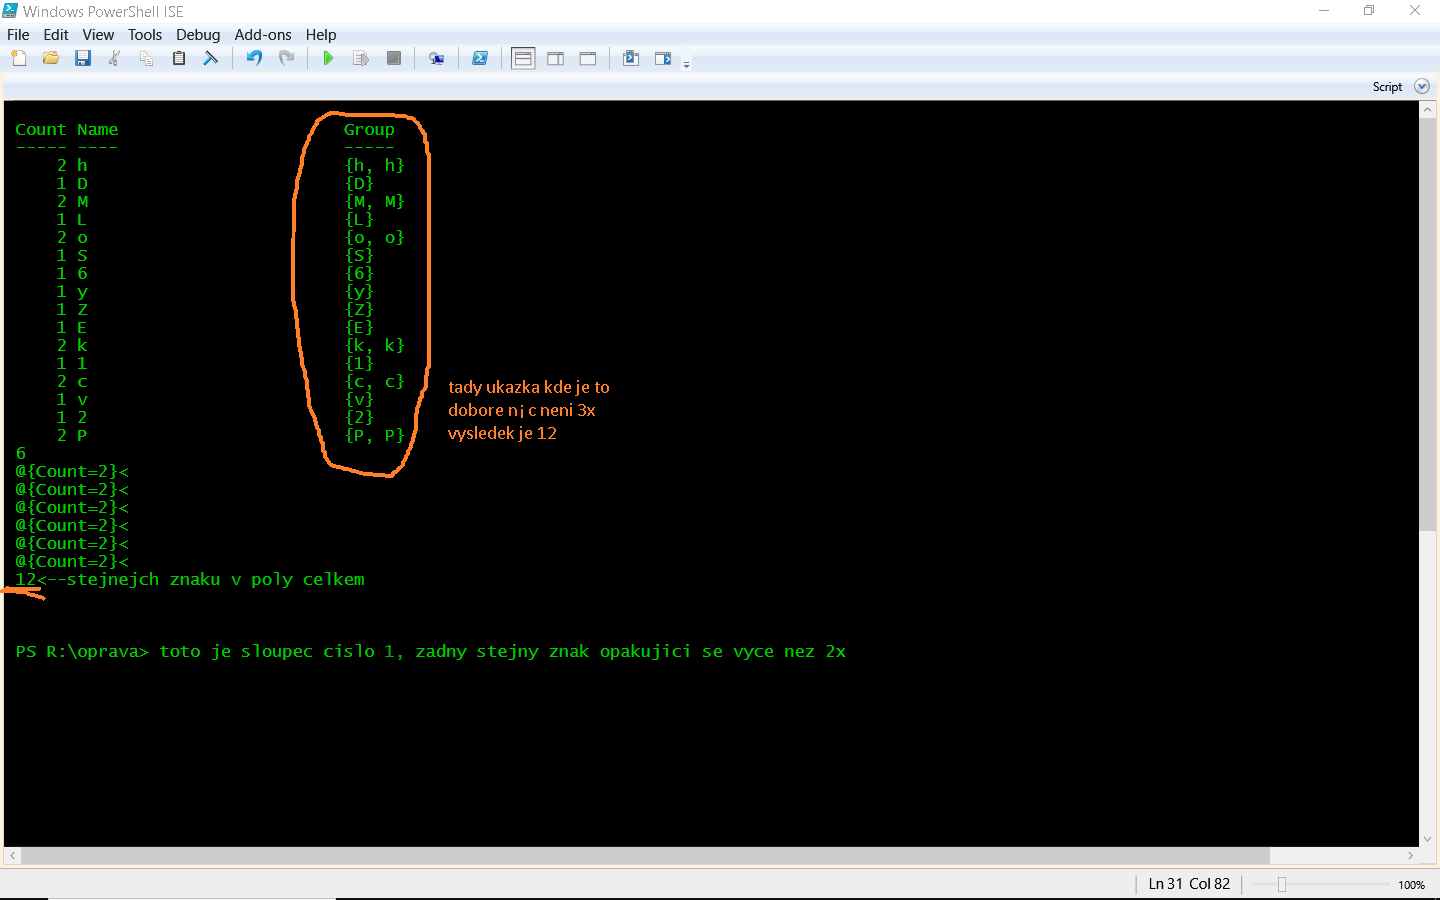 Windows PowerShell ISE
File Edit View Tools Debug Add-ons Help
Script
Count Name Group
----- ---- -----
2 h {h, h}
1 D {D}
2 M {M, M}
1 L {L}
2 o {o, o}
1 S {S}
1 6 {6}
1 y {y}
1 Z {Z}
1 E {E}
2 k {k, k}
1 1 {1}
2 c {c, c}
1 v {v}
1 2 {2}
2 P {P, P}
tady ukazka kde je to
dobore n¡c neni 3x
vysledek je 12
6
@{Count=2}<
@{Count=2}<
@{Count=2}<
@{Count=2}<
@{Count=2}<
@{Count=2}<
12<--stejnejch znaku v poly celkem
PS R:\oprava> toto je sloupec cislo 1, zadny stejny znak opakujici se vyce nez 2x
Ln 31 Col 82
100%